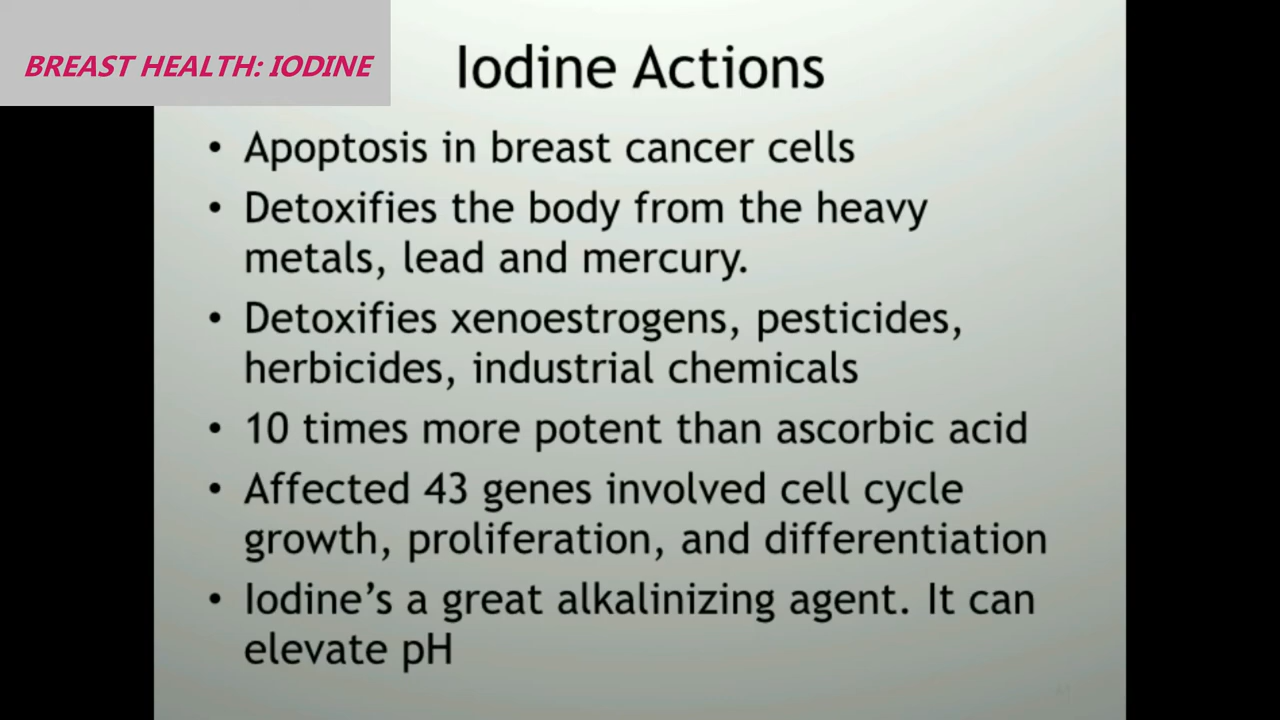 BREAST HEALTH: IODINE
Iodine Actions
• Apoptosis in breast cancer cells
• Detoxifies the body from the heavy
metals, lead and mercury.
• Detoxifies xenoestrogens, pesticides,
herbicides, industrial chemicals
• 10 times more potent than ascorbic acid
• Affected 43 genes involved cell cycle
growth, proliferation, and differentiation
• Iodine's a great alkalinizing agent. It can
elevate pH